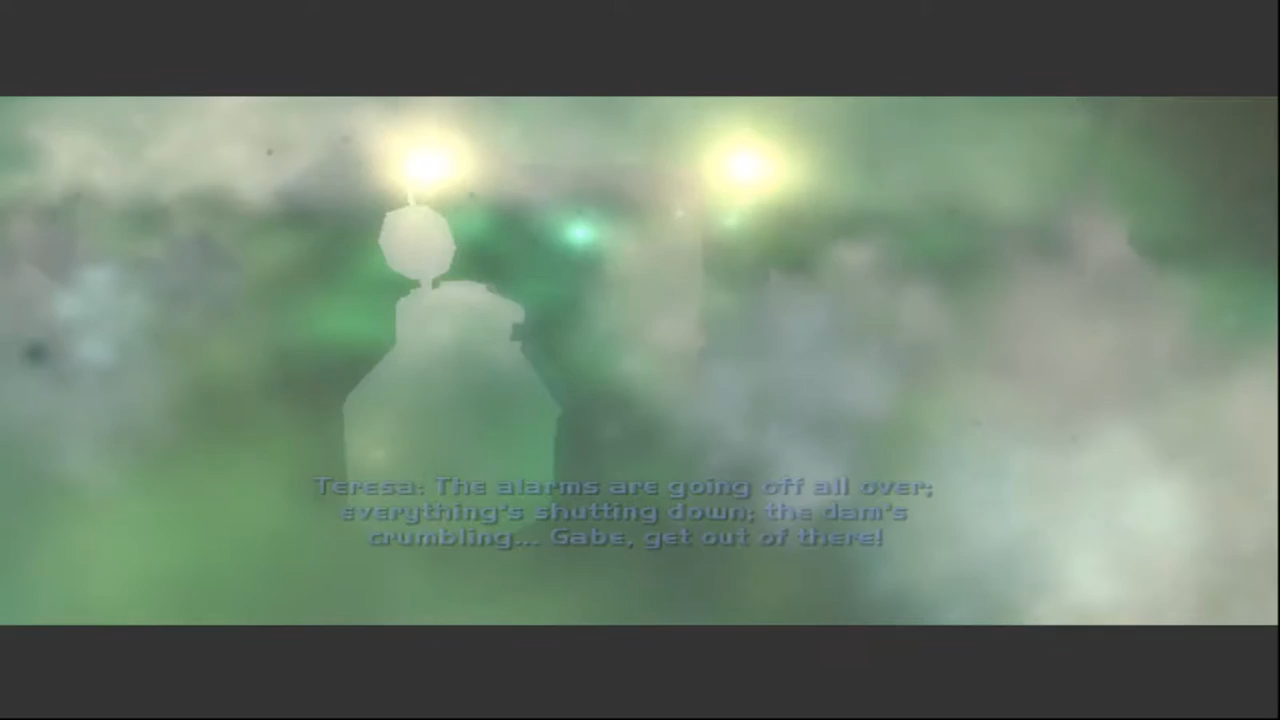 Teresa: The alarms are going off all over;
everything's shutting down; the dam's
crumbling... Gabe, get out of there!